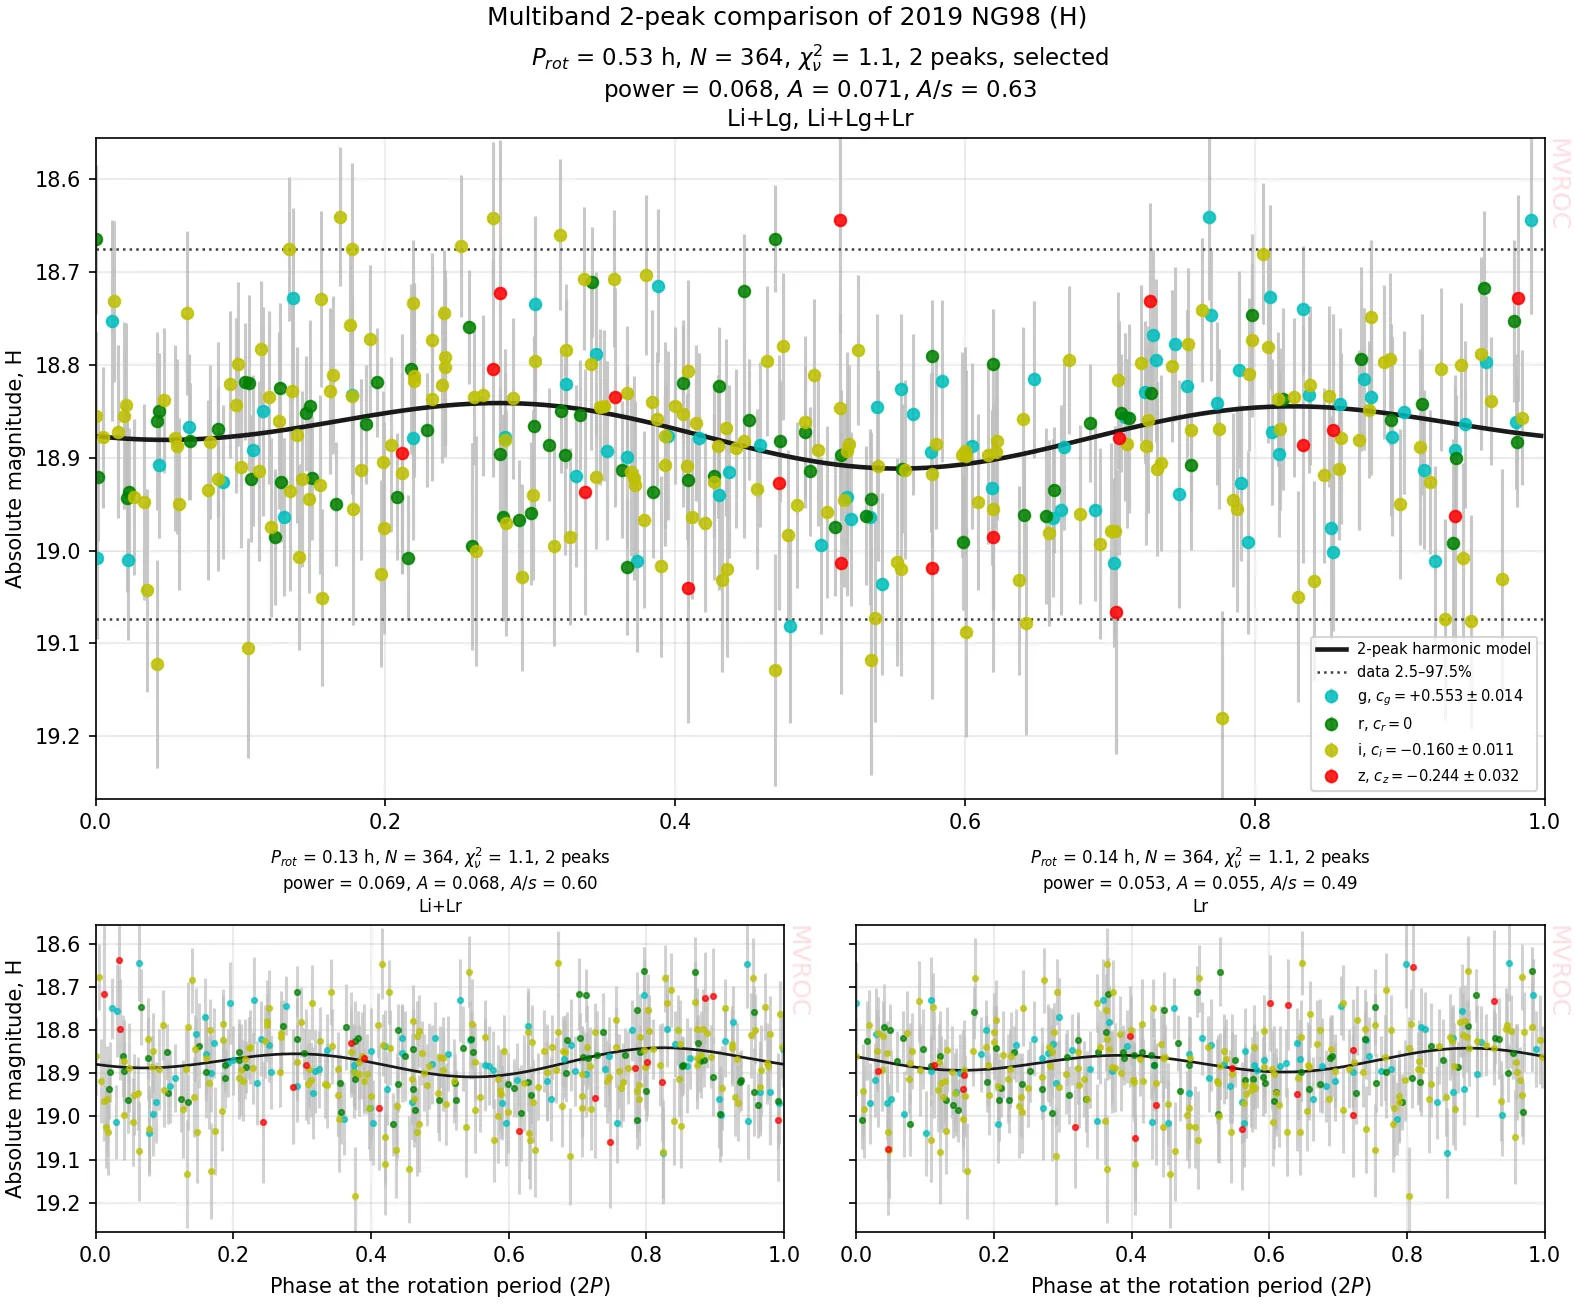 Multiband 2-peak comparison of 2019 NG98 (H)
P_rot = 0.53 h, N = 364, χ²_ν = 1.1, 2 peaks, selected
power = 0.068, A = 0.071, A/s = 0.63
Li+Lg, Li+Lg+Lr
MVROC
Absolute magnitude, H
18.6
18.7
18.8
18.9
19.0
19.1
19.2
2-peak harmonic model
data 2.5–97.5%
g, c_g = +0.553 ± 0.014
r, c_r = 0
i, c_i = −0.160 ± 0.011
z, c_z = −0.244 ± 0.032
0.0 0.2 0.4 0.6 0.8 1.0
P_rot = 0.13 h, N = 364, χ²_ν = 1.1, 2 peaks
power = 0.069, A = 0.068, A/s = 0.60
Li+Lr
MVROC
Absolute magnitude, H
18.6
18.7
18.8
18.9
19.0
19.1
19.2
0.0 0.2 0.4 0.6 0.8 1.0
Phase at the rotation period (2P)
P_rot = 0.14 h, N = 364, χ²_ν = 1.1, 2 peaks
power = 0.053, A = 0.055, A/s = 0.49
Lr
MVROC
0.0 0.2 0.4 0.6 0.8 1.0
Phase at the rotation period (2P)